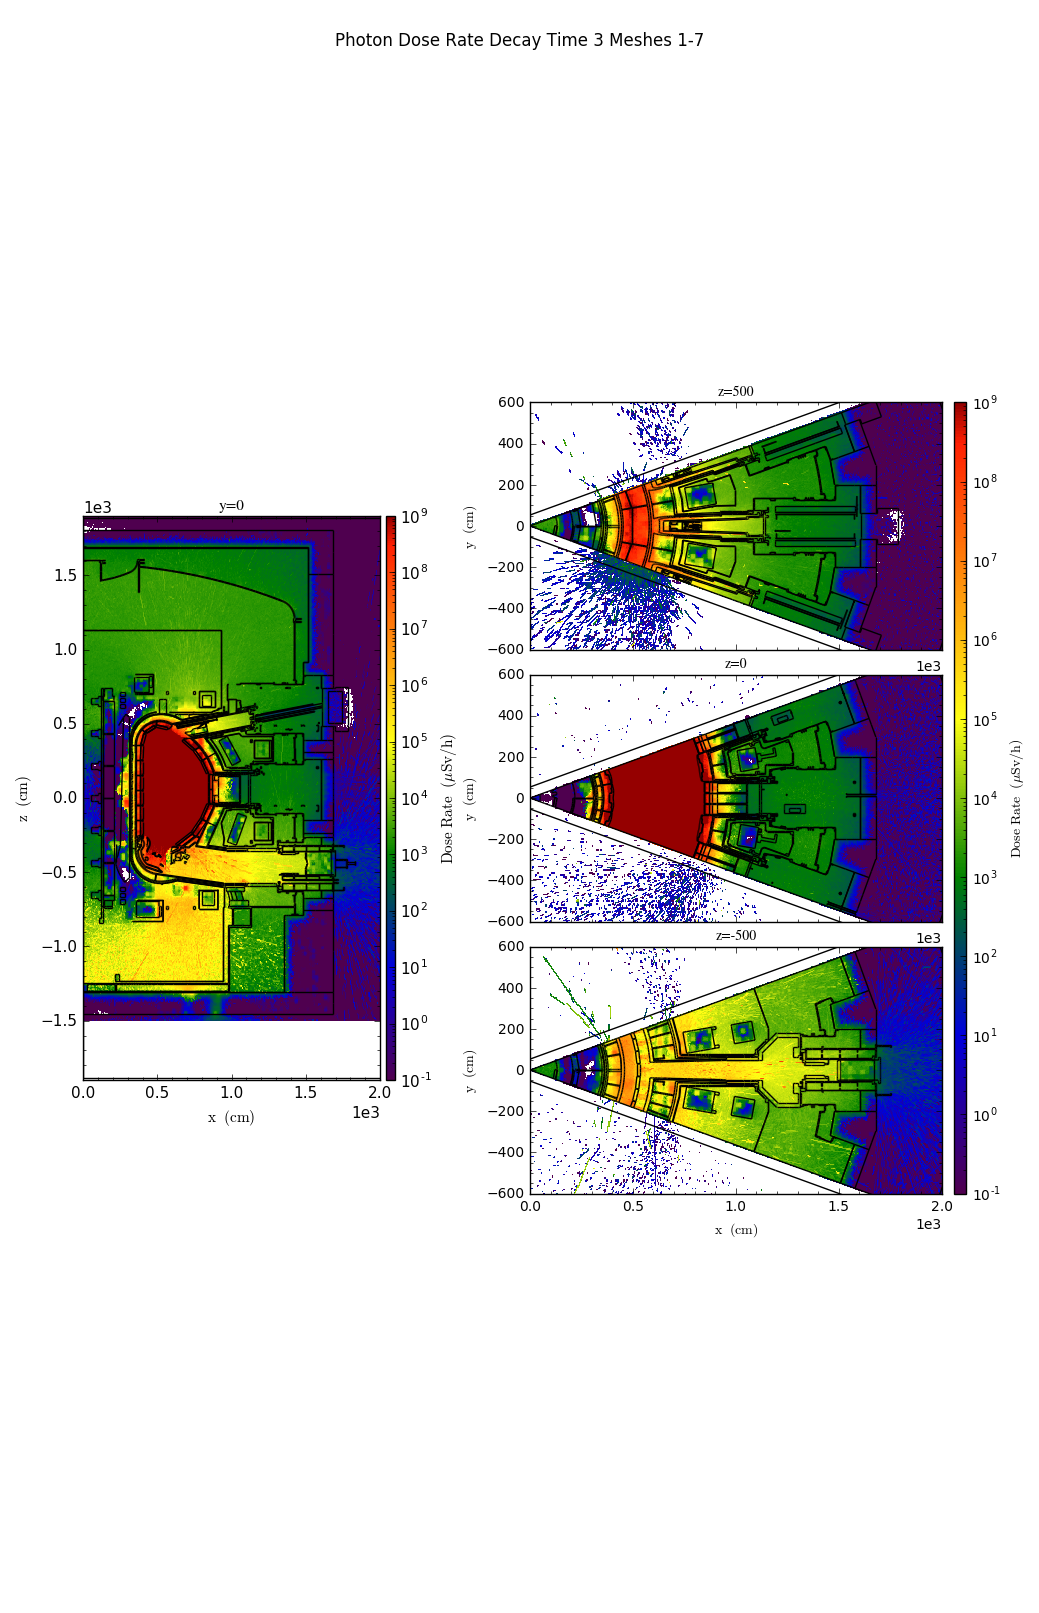 Photon Dose Rate Decay Time 3 Meshes 1-7
1e3
y=0
z (cm)
1.5
1.0
0.5
0.0
−0.5
−1.0
−1.5
0.0 0.5 1.0 1.5 2.0
1e3
x (cm)
10^9
10^8
10^7
10^6
10^5
10^4
10^3
10^2
10^1
10^0
10^-1
Dose Rate (μSv/h)
z=500
y (cm)
600
400
200
0
−200
−400
−600
1e3
z=0
y (cm)
600
400
200
0
−200
−400
−600
1e3
z=-500
y (cm)
600
400
200
0
−200
−400
−600
0.0 0.5 1.0 1.5 2.0
1e3
x (cm)
10^9
10^8
10^7
10^6
10^5
10^4
10^3
10^2
10^1
10^0
10^-1
Dose Rate (μSv/h)